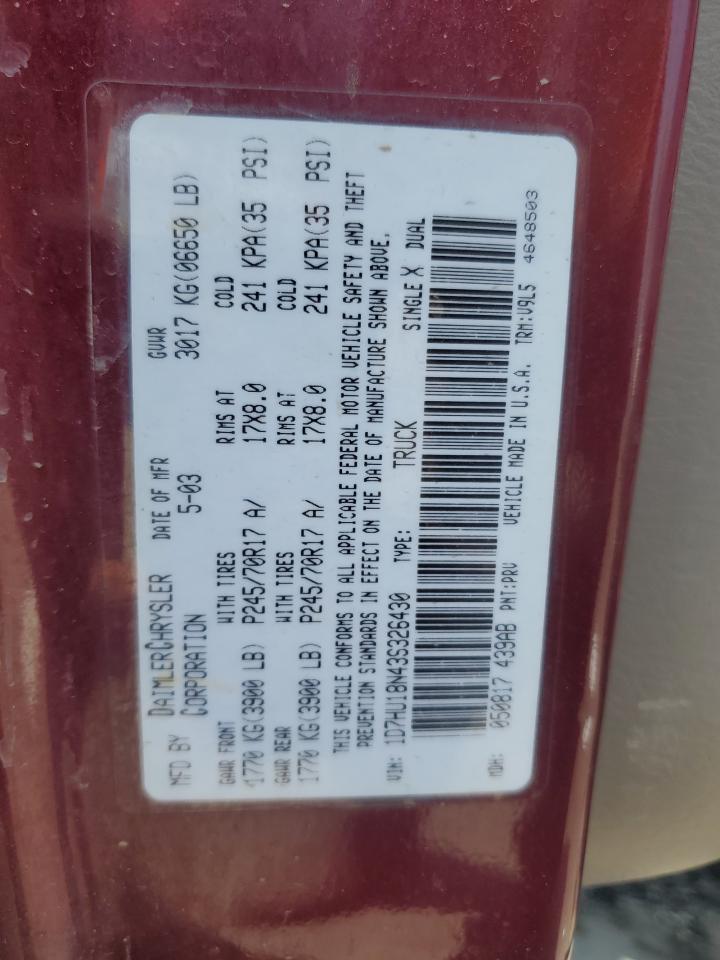 MFD BY DAIMLERCHRYSLER CORPORATION DATE OF MFR 5-03 GVWR 3017 KG(06650 LB)
GAWR FRONT WITH TIRES RIMS AT COLD
1770 KG(3900 LB) P245/70R17 A/ 17X8.0 241 KPA(35 PSI)
GAWR REAR WITH TIRES RIMS AT COLD
1770 KG(3900 LB) P245/70R17 A/ 17X8.0 241 KPA(35 PSI)
THIS VEHICLE CONFORMS TO ALL APPLICABLE FEDERAL MOTOR VEHICLE SAFETY AND THEFT
PREVENTION STANDARDS IN EFFECT ON THE DATE OF MANUFACTURE SHOWN ABOVE.
VIN: 1D7HU18N43S326430 TYPE: TRUCK SINGLE X DUAL
MDH: 050817 439AB PNT:PRV VEHICLE MADE IN U.S.A. TRM:V9L5 4648503